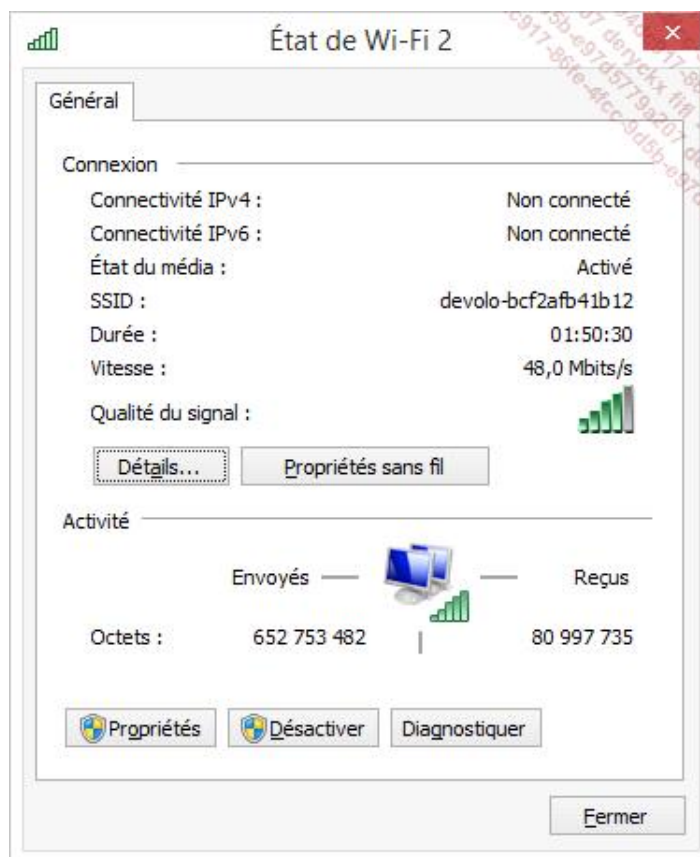 État de Wi-Fi 2
Général
Connexion
Connectivité IPv4 : Non connecté
Connectivité IPv6 : Non connecté
État du média : Activé
SSID : devolo-bcf2afb41b12
Durée : 01:50:30
Vitesse : 48,0 Mbits/s
Qualité du signal :
Détails... Propriétés sans fil
Activité
Envoyés Reçus
Octets : 652 753 482 80 997 735
Propriétés Désactiver Diagnostiquer
Fermer